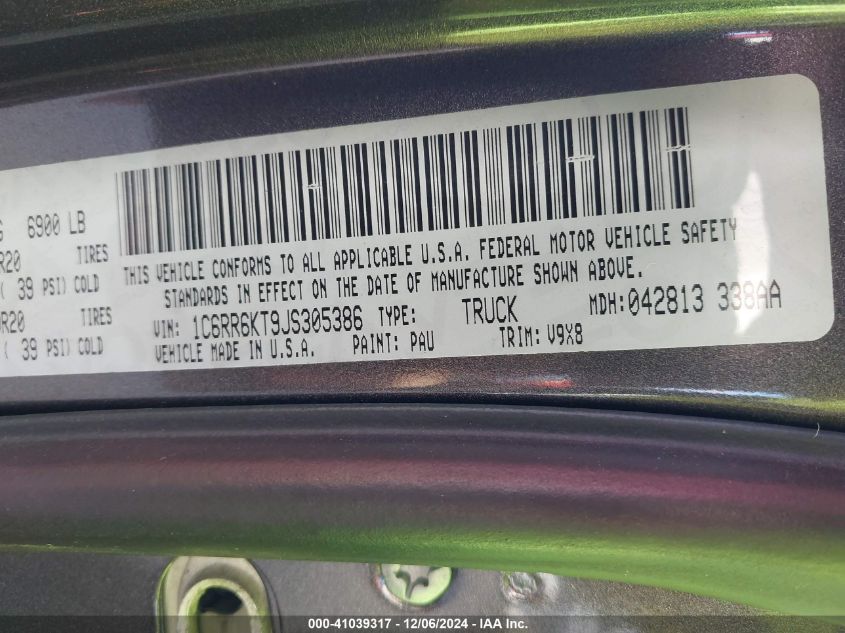 G 6900 LB
R20 TIRES
( 39 PSI) COLD
R20 TIRES
( 39 PSI) COLD
THIS VEHICLE CONFORMS TO ALL APPLICABLE U.S.A. FEDERAL MOTOR VEHICLE SAFETY
STANDARDS IN EFFECT ON THE DATE OF MANUFACTURE SHOWN ABOVE.
VIN: 1C6RR6KT9JS305386 TYPE: TRUCK MDH:042813 338AA
VEHICLE MADE IN U.S.A. PAINT: PAU TRIM: V9X8
000-41039317 - 12/06/2024 - IAA Inc.